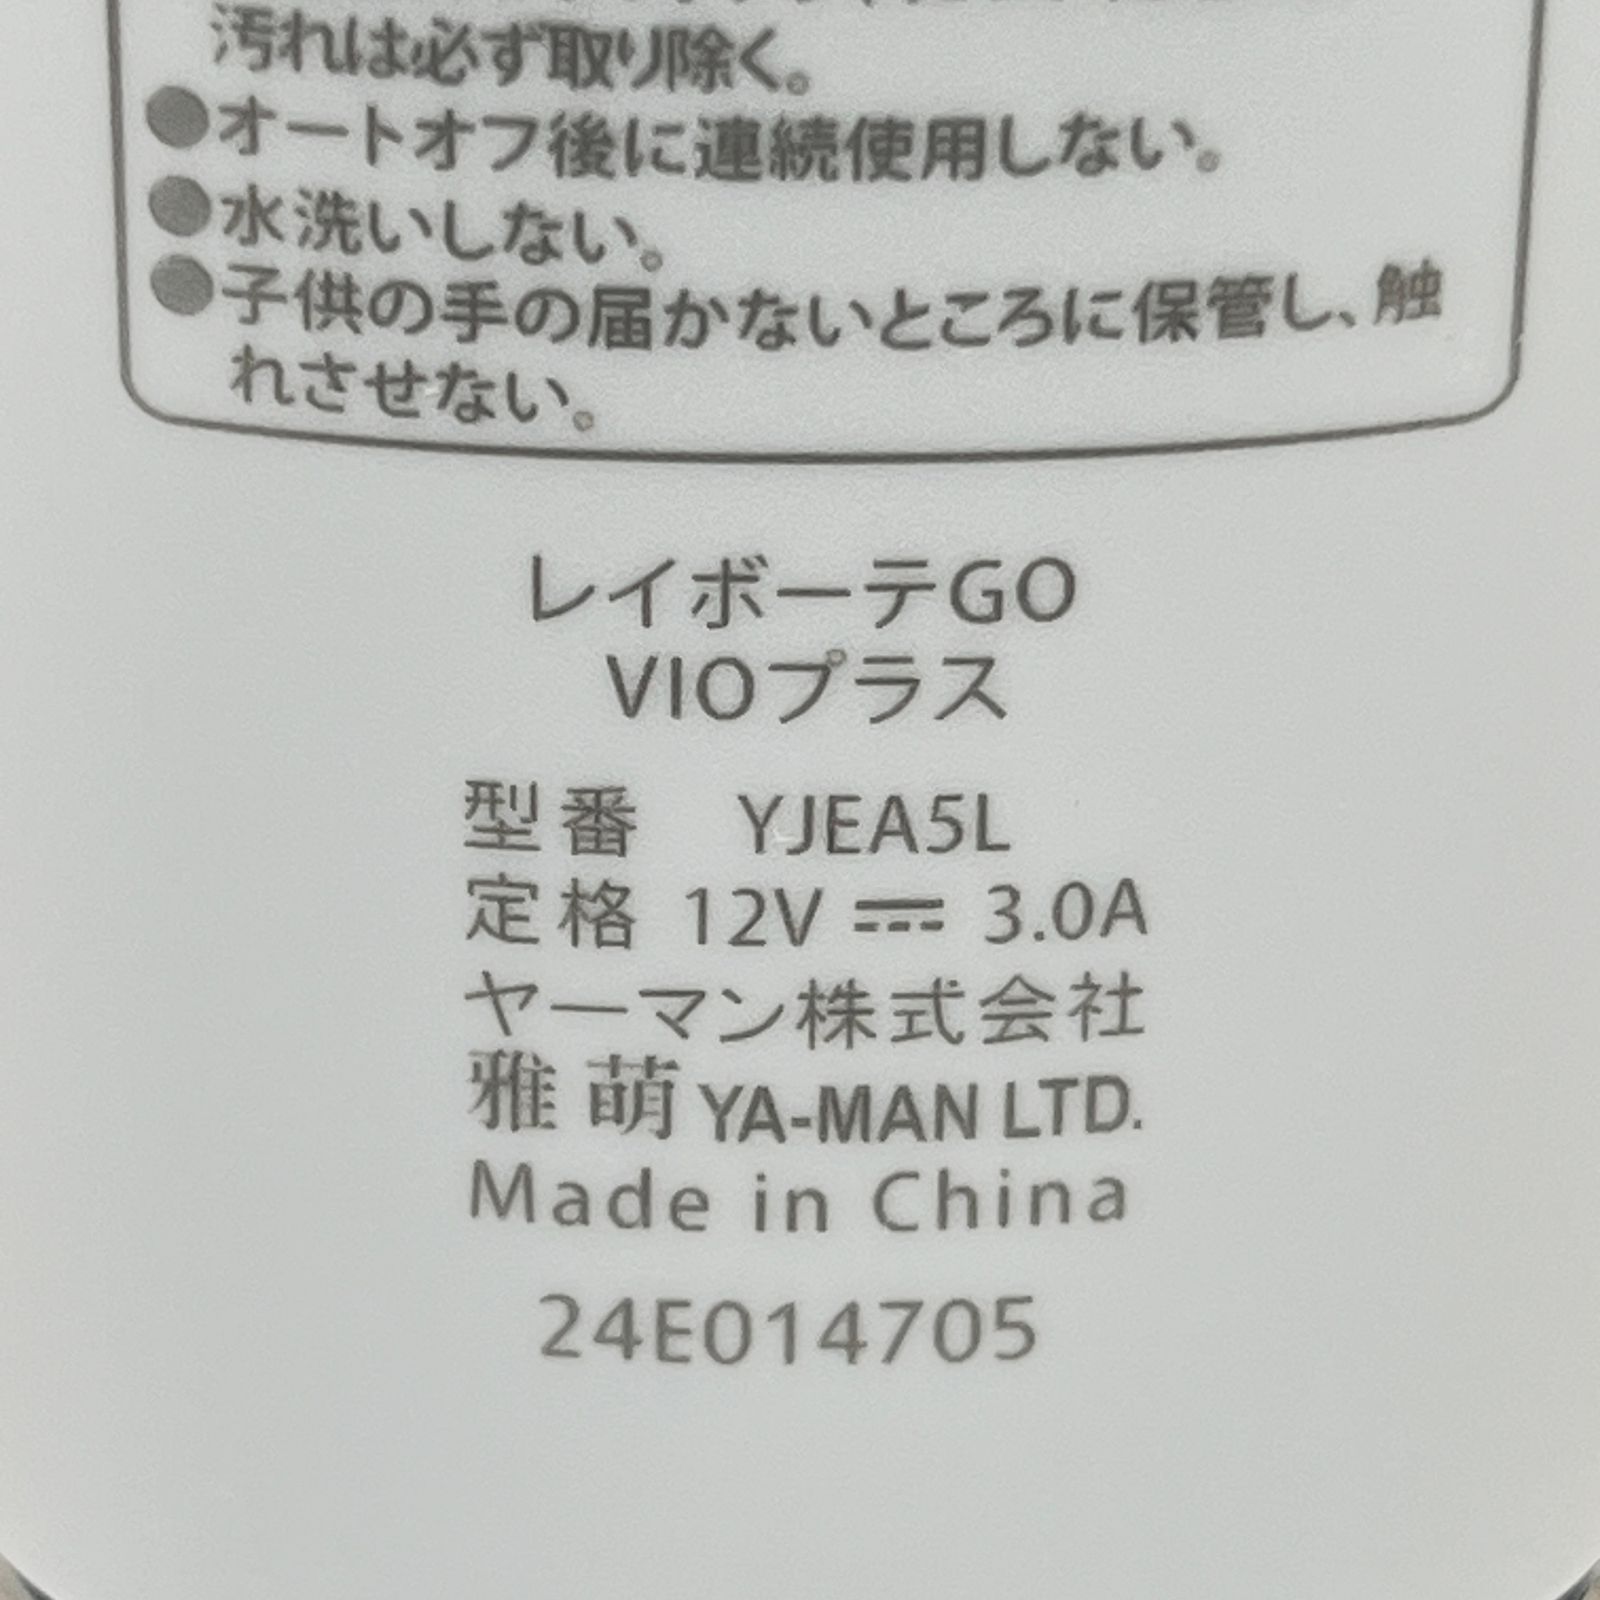 汚れは必ず取り除く。
●オートオフ後に連続使用しない。
●水洗いしない。
●子供の手の届かないところに保管し、触
れさせない。
レイボーテGO
VIOプラス
型番 YJEA5L
定格 12V ⎓ 3.0A
ヤーマン株式会社
雅萌 YA-MAN LTD.
Made in China
24E014705